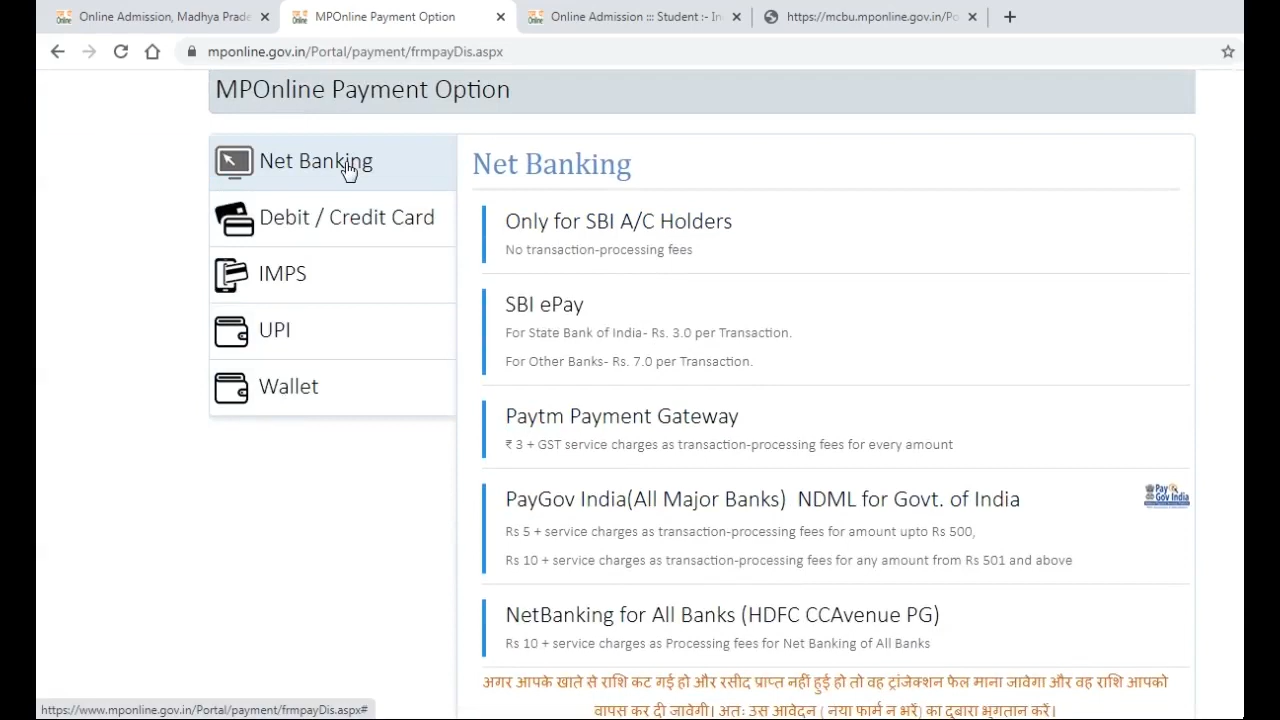 Online Admission, Madhya Prade
MPOnline Payment Option
Online Admission ::: Student :- In
https://mcbu.mponline.gov.in/Po
mponline.gov.in/Portal/payment/frmpayDis.aspx
MPOnline Payment Option
Net Banking
Debit / Credit Card
IMPS
UPI
Wallet
Net Banking
Only for SBI A/C Holders
No transaction-processing fees
SBI ePay
For State Bank of India- Rs. 3.0 per Transaction.
For Other Banks- Rs. 7.0 per Transaction.
Paytm Payment Gateway
₹ 3 + GST service charges as transaction-processing fees for every amount
PayGov India(All Major Banks)  NDML for Govt. of India
Pay Gov India
Rs 5 + service charges as transaction-processing fees for amount upto Rs 500,
Rs 10 + service charges as transaction-processing fees for any amount from Rs 501 and above
NetBanking for All Banks (HDFC CCAvenue PG)
Rs 10 + service charges as Processing fees for Net Banking of All Banks
अगर आपके खाते से राशि कट गई हो और रसीद प्राप्त नहीं हुई हो तो वह ट्रांजेक्शन फेल माना जावेगा और वह राशि आपको
वापस कर दी जावेगी। अतः उस आवेदन ( नया फार्म न भरें) का दुबारा भुगतान करें।
https://www.mponline.gov.in/Portal/payment/frmpayDis.aspx#